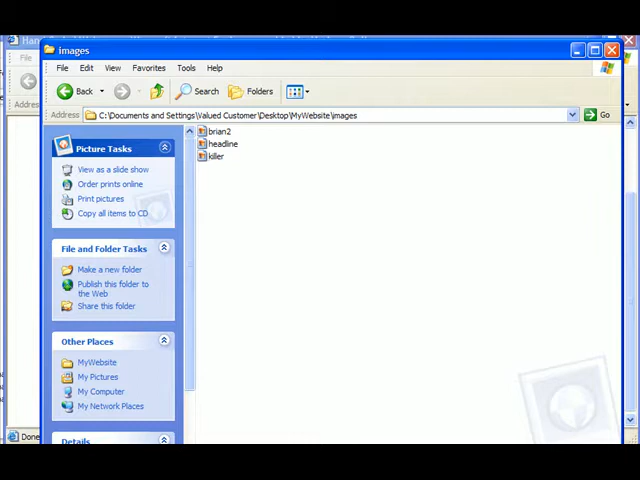 images
File Edit View Favorites Tools Help
Back Search Folders
Address C:\Documents and Settings\Valued Customer\Desktop\MyWebsite\images Go
Picture Tasks
View as a slide show
Order prints online
Print pictures
Copy all items to CD
File and Folder Tasks
Make a new folder
Publish this folder to
the Web
Share this folder
Other Places
MyWebsite
My Pictures
My Computer
My Network Places
Details
brian2
headline
killer
Done